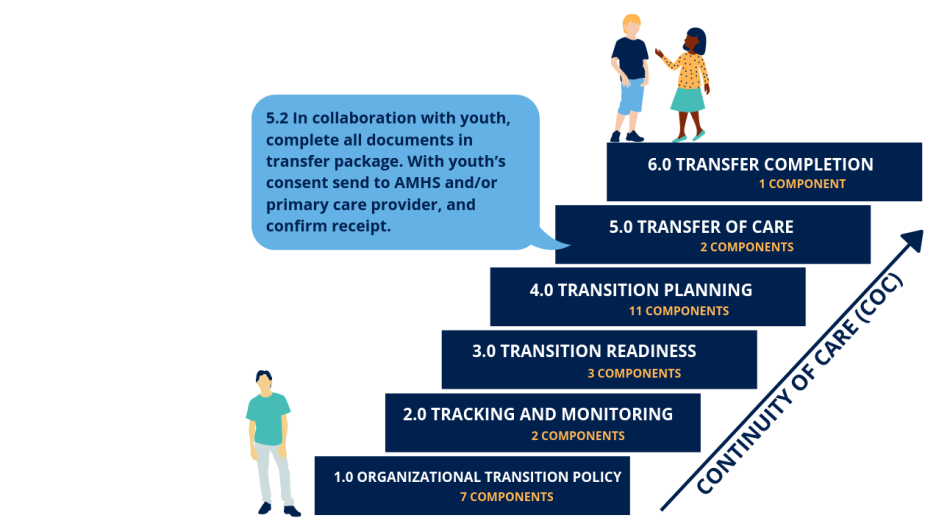 5.2 In collaboration with youth,
complete all documents in
transfer package. With youth’s
consent send to AMHS and/or
primary care provider, and
confirm receipt.
6.0 TRANSFER COMPLETION
1 COMPONENT
5.0 TRANSFER OF CARE
2 COMPONENTS
4.0 TRANSITION PLANNING
11 COMPONENTS
3.0 TRANSITION READINESS
3 COMPONENTS
2.0 TRACKING AND MONITORING
2 COMPONENTS
1.0 ORGANIZATIONAL TRANSITION POLICY
7 COMPONENTS
CONTINUITY OF CARE (COC)